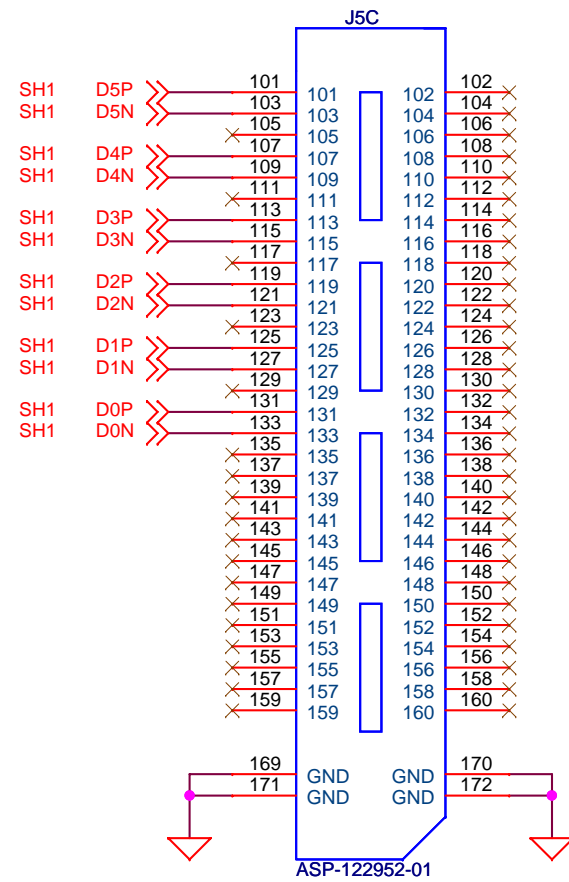 J5C
SH1 D5P 101 101 102 102
SH1 D5N 103 103 104 104
105 105 106 106
SH1 D4P 107 107 108 108
SH1 D4N 109 109 110 110
111 111 112 112
SH1 D3P 113 113 114 114
SH1 D3N 115 115 116 116
117 117 118 118
SH1 D2P 119 119 120 120
SH1 D2N 121 121 122 122
123 123 124 124
SH1 D1P 125 125 126 126
SH1 D1N 127 127 128 128
129 129 130 130
SH1 D0P 131 131 132 132
SH1 D0N 133 133 134 134
135 135 136 136
137 137 138 138
139 139 140 140
141 141 142 142
143 143 144 144
145 145 146 146
147 147 148 148
149 149 150 150
151 151 152 152
153 153 154 154
155 155 156 156
157 157 158 158
159 159 160 160
169 GND GND 170
171 GND GND 172
ASP-122952-01